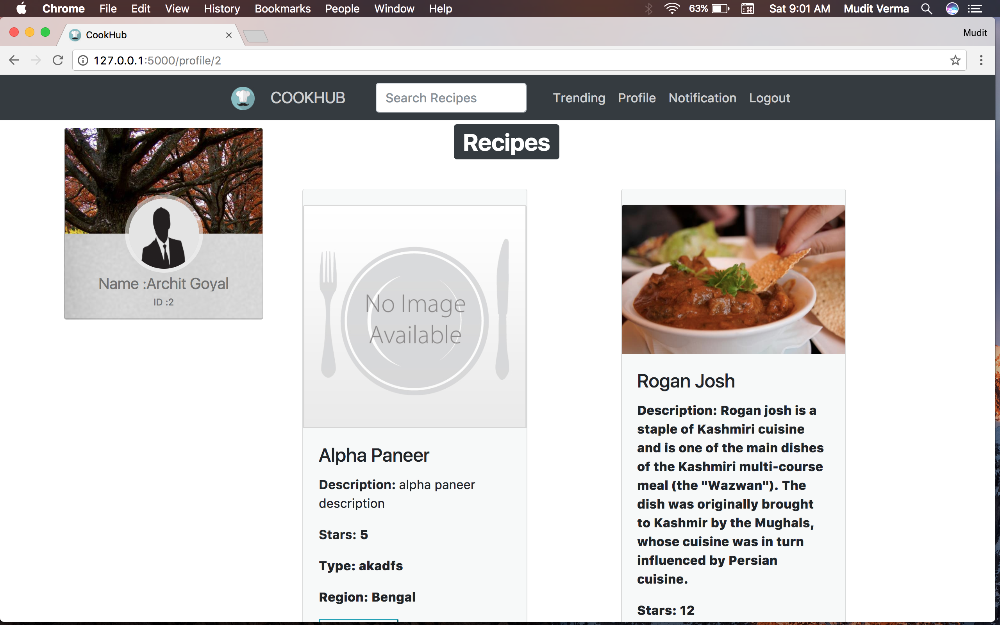 Chrome File Edit View History Bookmarks People Window Help 63% Sat 9:01 AM Mudit Verma
CookHub
Mudit
127.0.0.1:5000/profile/2
COOKHUB
Search Recipes
Trending Profile Notification Logout
Recipes
Name :Archit Goyal
ID :2
No Image
Available
Alpha Paneer
Description: alpha paneer
description
Stars: 5
Type: akadfs
Region: Bengal
Rogan Josh
Description: Rogan josh is a
staple of Kashmiri cuisine
and is one of the main dishes
of the Kashmiri multi-course
meal (the "Wazwan"). The
dish was originally brought
to Kashmir by the Mughals,
whose cuisine was in turn
influenced by Persian
cuisine.
Stars: 12